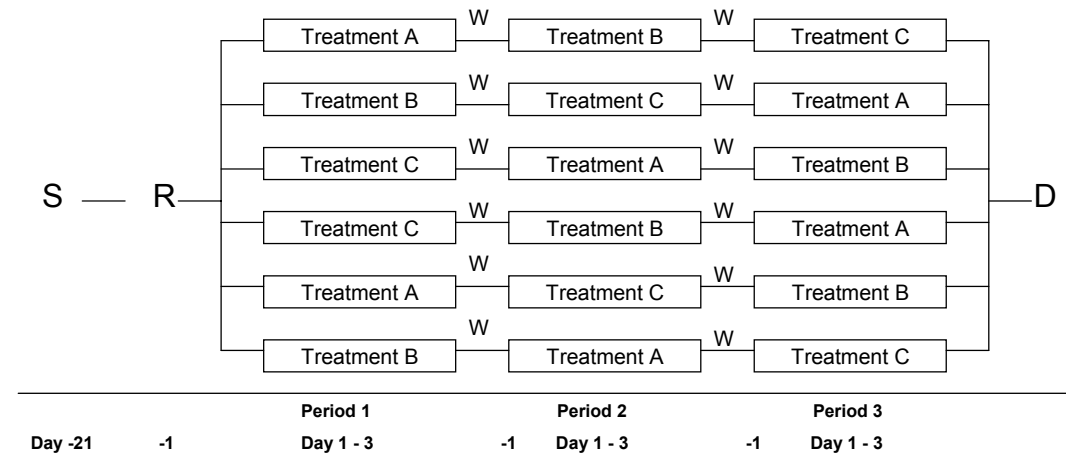 W W
Treatment A Treatment B Treatment C
W W
Treatment B Treatment C Treatment A
W W
Treatment C Treatment A Treatment B
S R D
W W
Treatment C Treatment B Treatment A
W W
Treatment A Treatment C Treatment B
W W
Treatment B Treatment A Treatment C
Period 1 Period 2 Period 3
Day -21 -1 Day 1 - 3 -1 Day 1 - 3 -1 Day 1 - 3